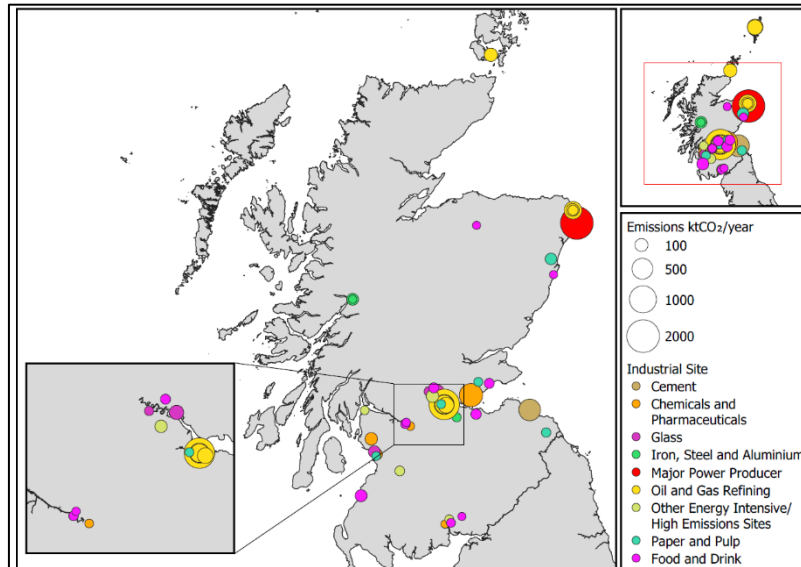 Emissions ktCO₂/year
100
500
1000
2000
Industrial Site
Cement
Chemicals and
Pharmaceuticals
Glass
Iron, Steel and Aluminium
Major Power Producer
Oil and Gas Refining
Other Energy Intensive/
High Emissions Sites
Paper and Pulp
Food and Drink